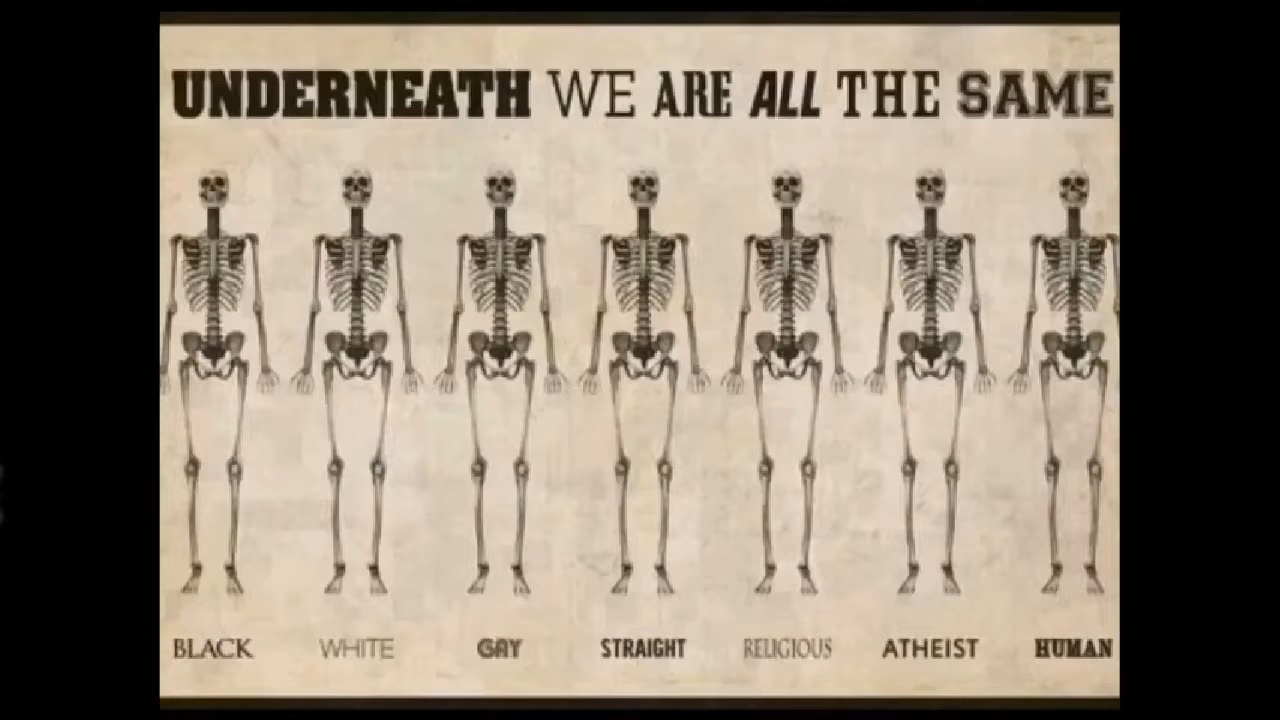 UNDERNEATH WE ARE ALL THE SAME
BLACK WHITE GAY STRAIGHT RELIGIOUS ATHEIST HUMAN